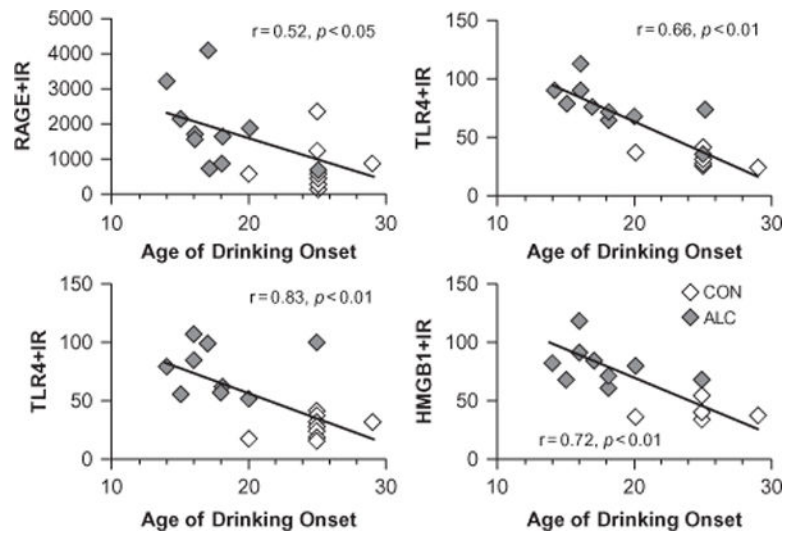 5000
4000
3000
2000
1000
0
RAGE+IR
r=0.52, p<0.05
10 20 30
Age of Drinking Onset
150
100
50
0
TLR4+IR
r=0.66, p<0.01
10 20 30
Age of Drinking Onset
150
100
50
0
TLR4+IR
r=0.83, p<0.01
10 20 30
Age of Drinking Onset
150
100
50
0
HMGB1+IR
CON
ALC
r=0.72, p<0.01
10 20 30
Age of Drinking Onset